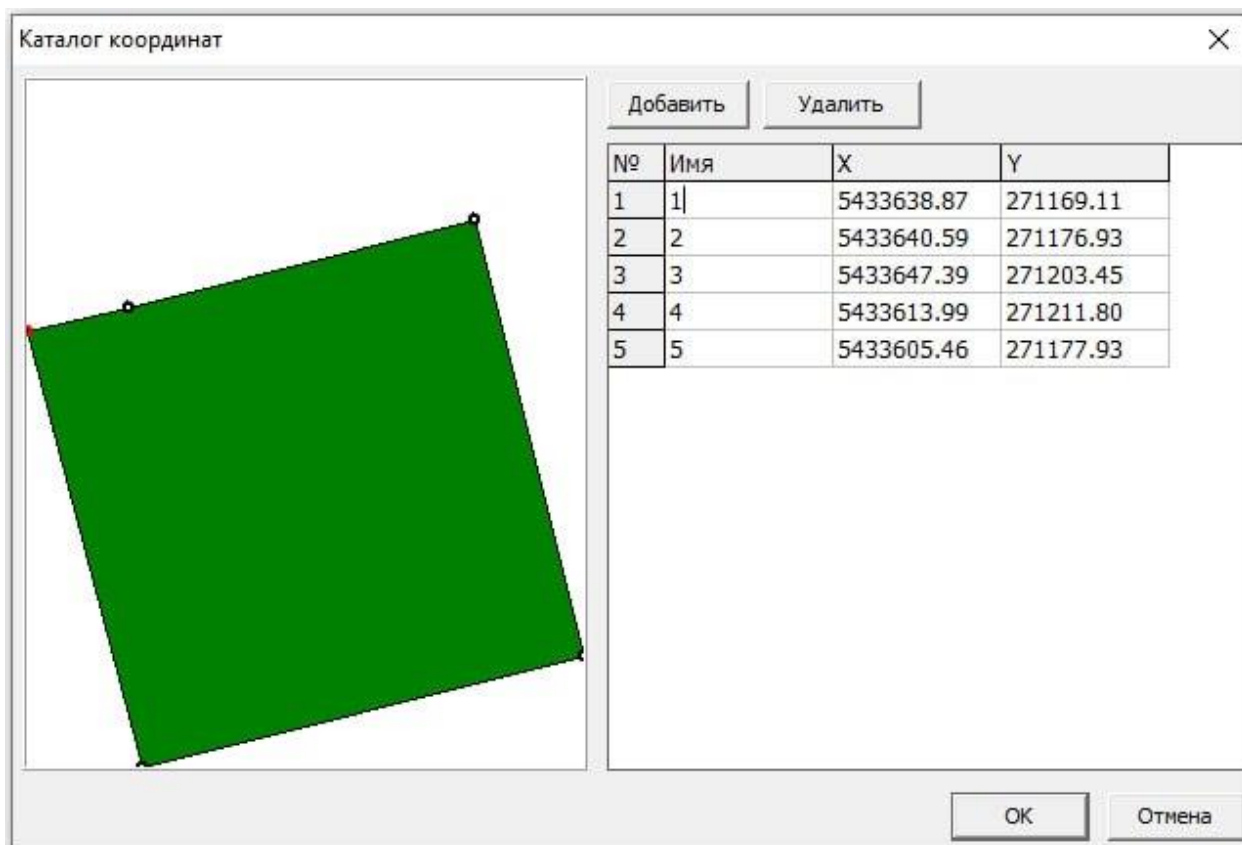 Каталог координат
Добавить Удалить
№ Имя X Y
1 1 5433638.87 271169.11
2 2 5433640.59 271176.93
3 3 5433647.39 271203.45
4 4 5433613.99 271211.80
5 5 5433605.46 271177.93
OK Отмена